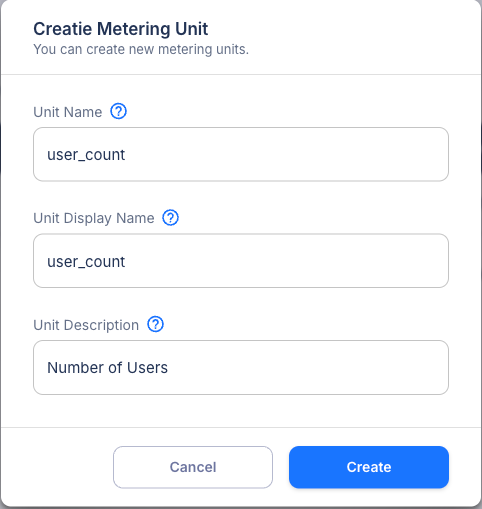 Creatie Metering Unit
You can create new metering units.
Unit Name
user_count
Unit Display Name
user_count
Unit Description
Number of Users
Cancel
Create